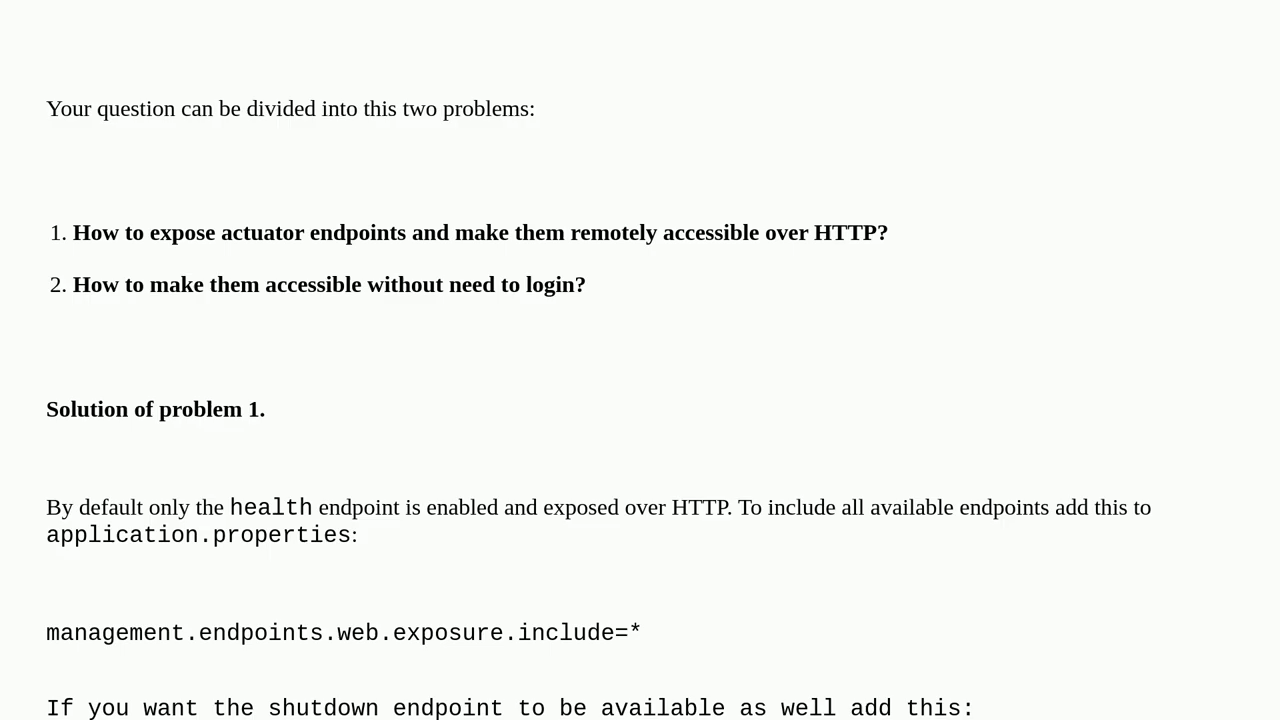 Your question can be divided into this two problems:
1. How to expose actuator endpoints and make them remotely accessible over HTTP?
2. How to make them accessible without need to login?
Solution of problem 1.
By default only the health endpoint is enabled and exposed over HTTP. To include all available endpoints add this to
application.properties:
management.endpoints.web.exposure.include=*
If you want the shutdown endpoint to be available as well add this: